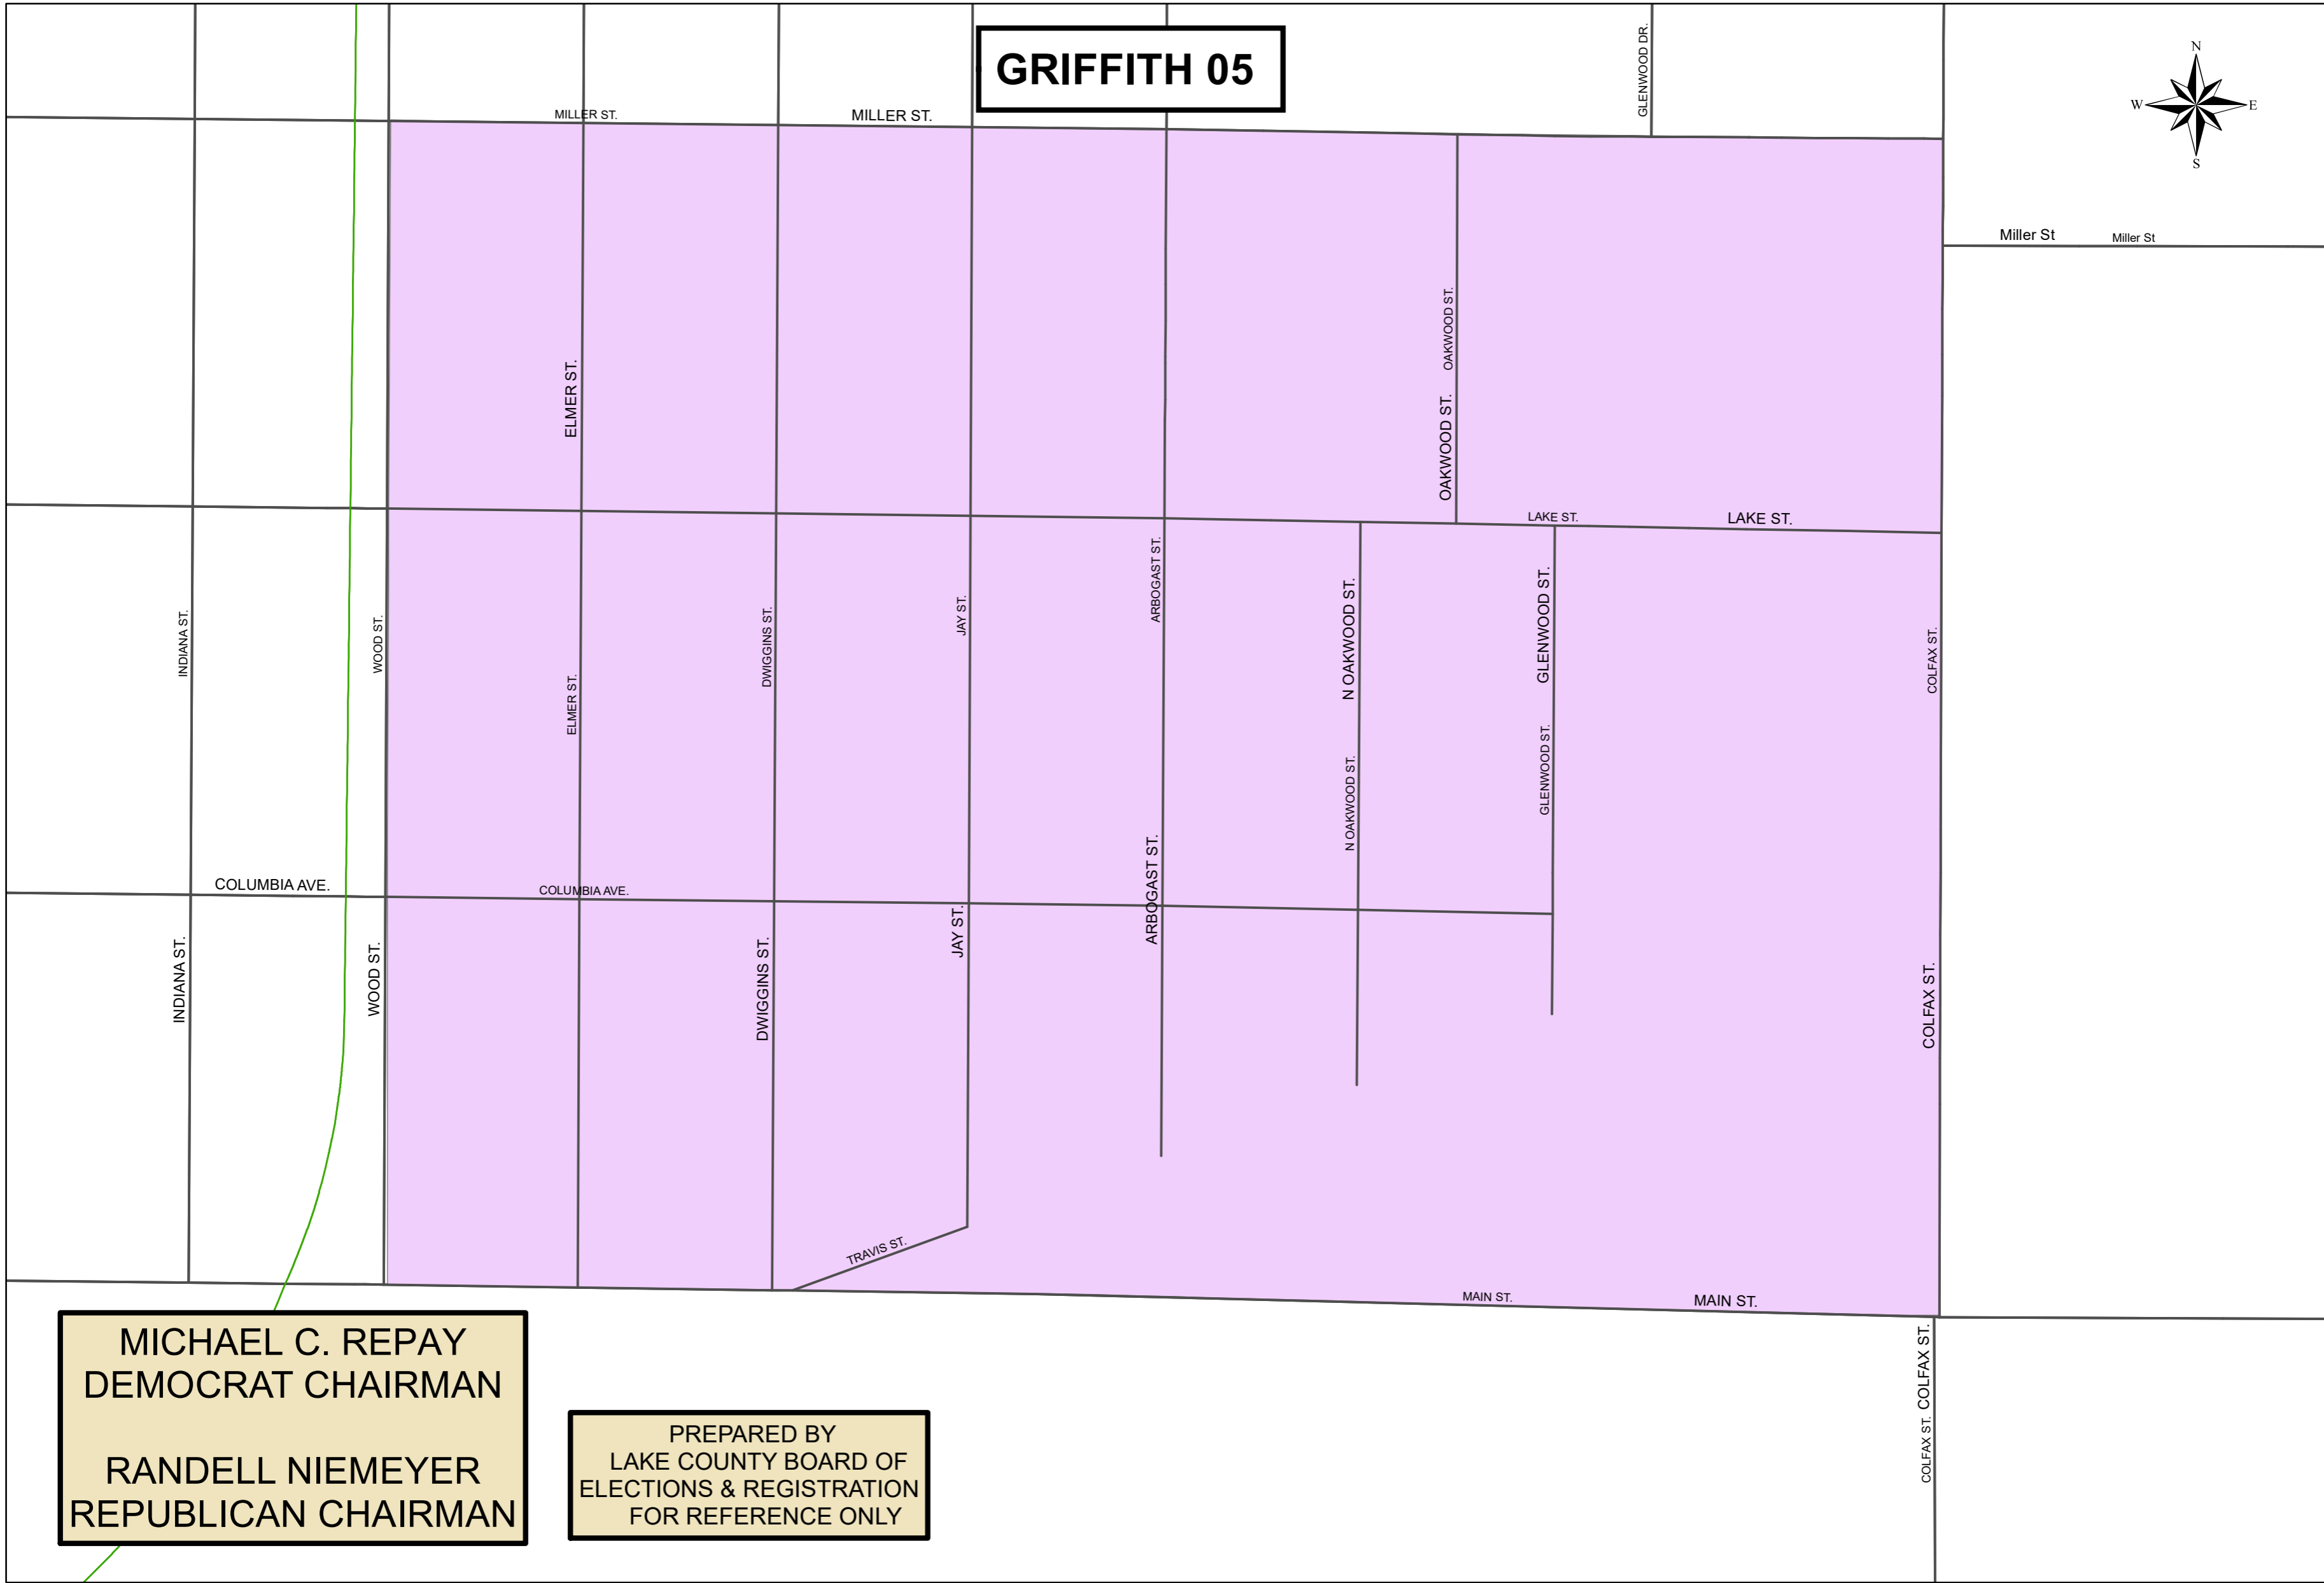 GRIFFITH 05
GLENWOOD DR.
N
W
E
S
MILLER ST.
MILLER ST.
Miller St
Miller St
OAKWOOD ST.
ELMER ST.
OAKWOOD ST.
LAKE ST.
LAKE ST.
INDIANA ST.
WOOD ST.
ELMER ST.
DWIGGINS ST.
JAY ST.
ARBOGAST ST.
N OAKWOOD ST.
GLENWOOD ST.
COLFAX ST.
N OAKWOOD ST.
GLENWOOD ST.
COLUMBIA AVE.
COLUMBIA AVE.
INDIANA ST.
WOOD ST.
DWIGGINS ST.
JAY ST.
ARBOGAST ST.
COLFAX ST.
TRAVIS ST.
MAIN ST.
MAIN ST.
COLFAX ST.
COLFAX ST.
MICHAEL C. REPAY
DEMOCRAT CHAIRMAN
RANDELL NIEMEYER
REPUBLICAN CHAIRMAN
PREPARED BY
LAKE COUNTY BOARD OF
ELECTIONS & REGISTRATION
FOR REFERENCE ONLY